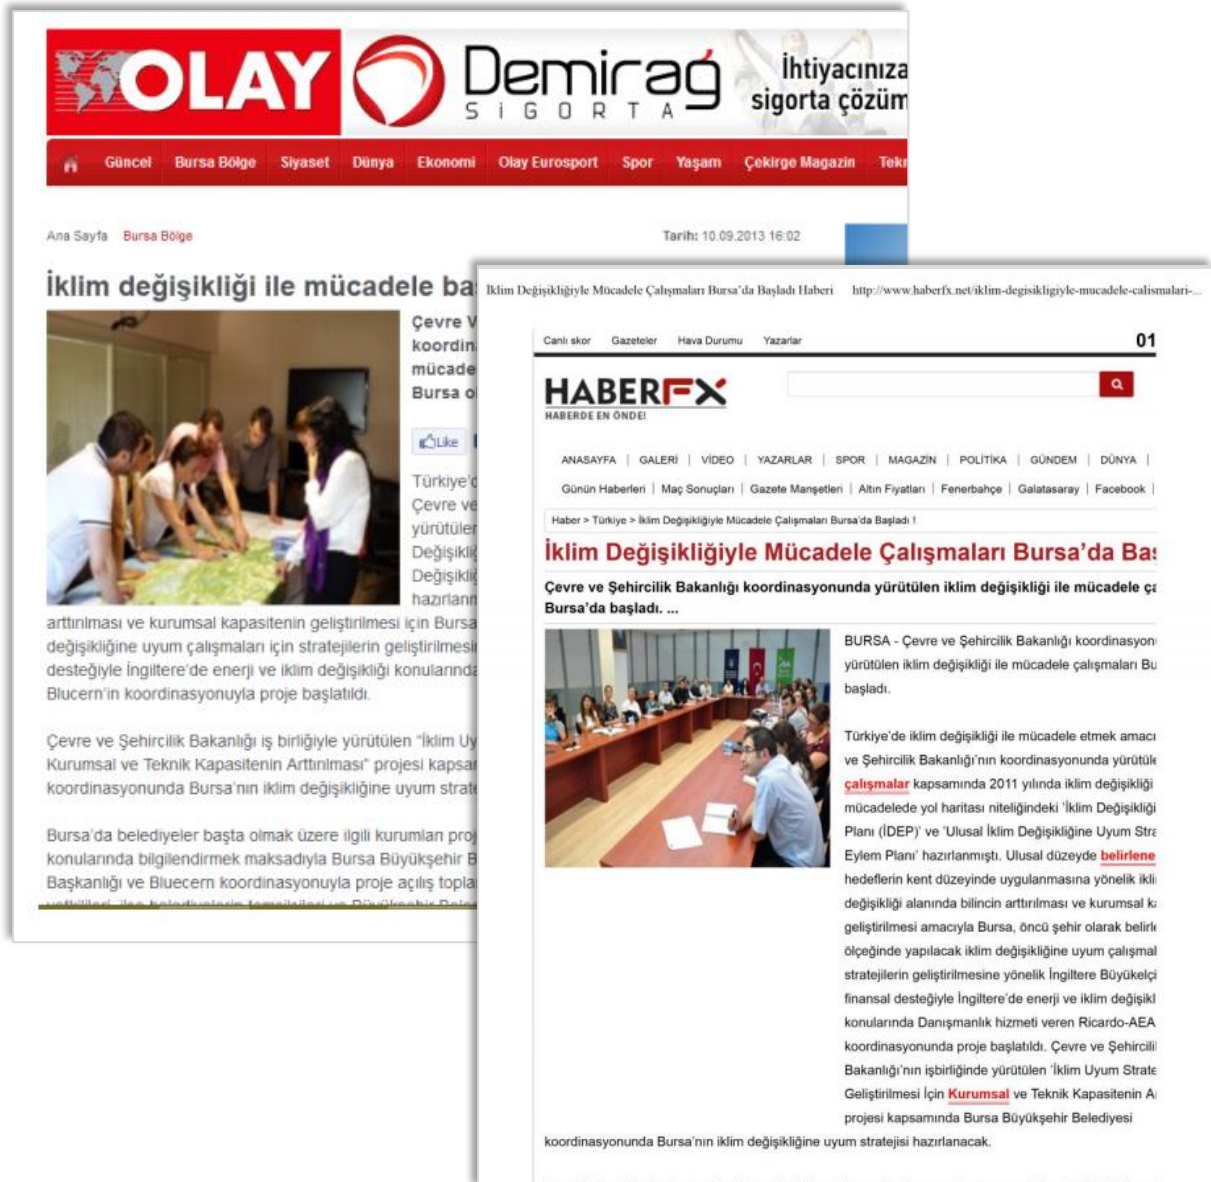 OLAY
Demirağ
SİGORTA
İhtiyacınıza
sigorta çözüm
Güncel Bursa Bölge Siyaset Dünya Ekonomi Olay Eurosport Spor Yaşam Çekirge Magazin Tekn
Ana Sayfa Bursa Bölge Tarih: 10.09.2013 16:02
İklim değişikliği ile mücadele ba
Çevre V
koordin
mücade
Bursa o
Like
Türkiye'd
Çevre ve
yürütüler
Değişikliğ
Değişikliğ
hazırlanm
arttırılması ve kurumsal kapasitenin geliştirilmesi için Bursa
değişikliğine uyum çalışmaları için stratejilerin geliştirilmesin
desteğiyle İngiltere'de enerji ve iklim değişikliği konularında
Blucern'in koordinasyonuyla proje başlatıldı.
Çevre ve Şehircilik Bakanlığı iş birliğiyle yürütülen "İklim Uy
Kurumsal ve Teknik Kapasitenin Arttırılması" projesi kapsar
koordinasyonunda Bursa'nın iklim değişikliğine uyum strate
Bursa'da belediyeler başta olmak üzere ilgili kurumları proj
konularında bilgilendirmek maksadıyla Bursa Büyükşehir B
Başkanlığı ve Bluecern koordinasyonuyla proje açılış topla
İklim Değişikliğiyle Mücadele Çalışmaları Bursa'da Başladı Haberi http://www.haberfx.net/iklim-degisikligiyle-mucadele-calismalari-...
Canlı skor Gazeteler Hava Durumu Yazarlar 01
HABERFX
HABERDE EN ÖNDE!
ANASAYFA | GALERİ | VİDEO | YAZARLAR | SPOR | MAGAZİN | POLİTİKA | GÜNDEM | DÜNYA |
Günün Haberleri | Maç Sonuçları | Gazete Manşetleri | Altın Fiyatları | Fenerbahçe | Galatasaray | Facebook |
Haber > Türkiye > İklim Değişikliğiyle Mücadele Çalışmaları Bursa'da Başladı !
İklim Değişikliğiyle Mücadele Çalışmaları Bursa'da Baş
Çevre ve Şehircilik Bakanlığı koordinasyonunda yürütülen iklim değişikliği ile mücadele ça
Bursa'da başladı. ...
BURSA - Çevre ve Şehircilik Bakanlığı koordinasyonu
yürütülen iklim değişikliği ile mücadele çalışmaları Bu
başladı.
Türkiye'de iklim değişikliği ile mücadele etmek amacı
ve Şehircilik Bakanlığı'nın koordinasyonunda yürütüle
çalışmalar kapsamında 2011 yılında iklim değişikliği
mücadelede yol haritası niteliğindeki 'İklim Değişikliği
Planı (İDEP)' ve 'Ulusal İklim Değişikliğine Uyum Stra
Eylem Planı' hazırlanmıştı. Ulusal düzeyde belirlene
hedeflerin kent düzeyinde uygulanmasına yönelik ikli
değişikliği alanında bilincin arttırılması ve kurumsal ka
geliştirilmesi amacıyla Bursa, öncü şehir olarak belirle
ölçeğinde yapılacak iklim değişikliğine uyum çalışmal
stratejilerin geliştirilmesine yönelik İngiltere Büyükelçi
finansal desteğiyle İngiltere'de enerji ve iklim değişikl
konularında Danışmanlık hizmeti veren Ricardo-AEA
koordinasyonunda proje başlatıldı. Çevre ve Şehircilil
Bakanlığı'nın işbirliğinde yürütülen 'İklim Uyum Strate
Geliştirilmesi İçin Kurumsal ve Teknik Kapasitenin A
projesi kapsamında Bursa Büyükşehir Belediyesi
koordinasyonunda Bursa'nın iklim değişikliğine uyum stratejisi hazırlanacak.